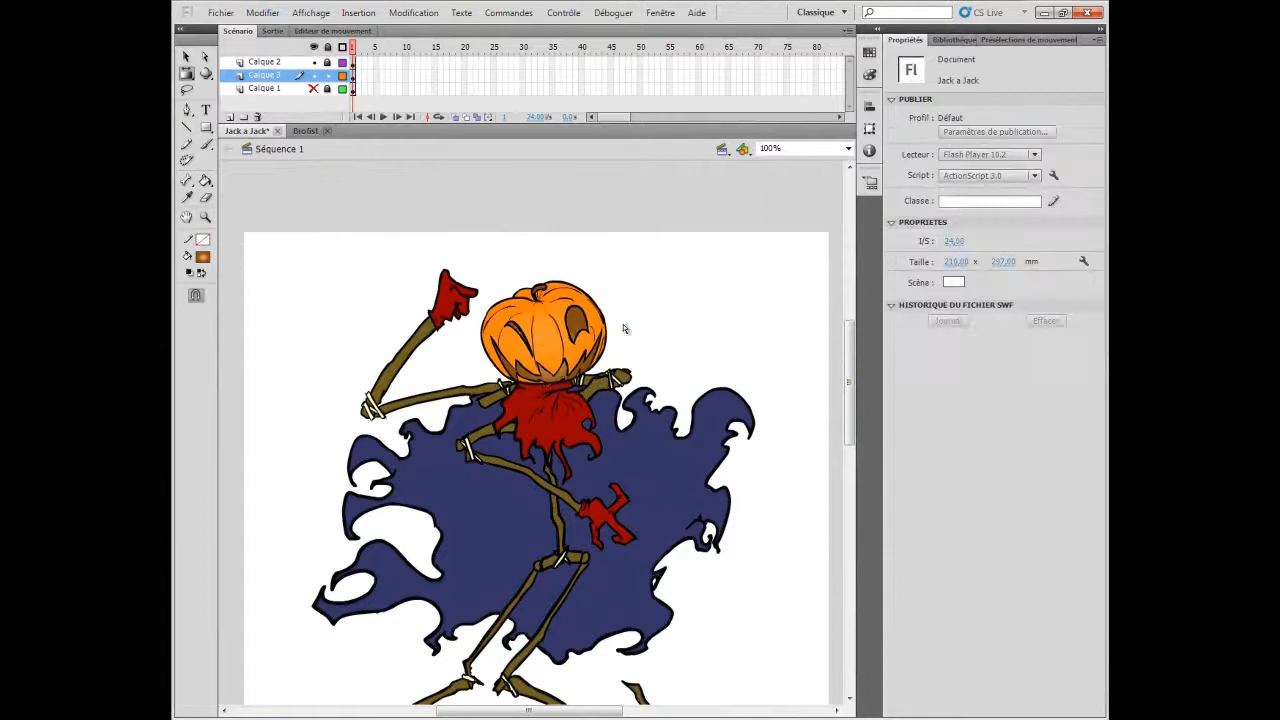 Fl Fichier Modifier Affichage Insertion Modification Texte Commandes Contrôle Déboguer Fenêtre Aide Classique CS Live
Scénario Sortie Editeur de mouvement
Propriétés Bibliothèque Présélections de mouvement
1 5 10 15 20 25 30 35 40 45 50 55 60 65 70 75 80
Calque 2
Calque 3
Calque 1
1 24,00 i/s 0,0 s
Jack a Jack* Brofist
Séquence 1 100%
Fl Document
Jack a Jack
PUBLIER
Profil : Défaut
Paramètres de publication...
Lecteur : Flash Player 10.2
Script : ActionScript 3.0
Classe :
PROPRIETES
I/S : 24,00
Taille : 210,00 x 297,00 mm
Scène :
HISTORIQUE DU FICHIER SWF
Journal Effacer